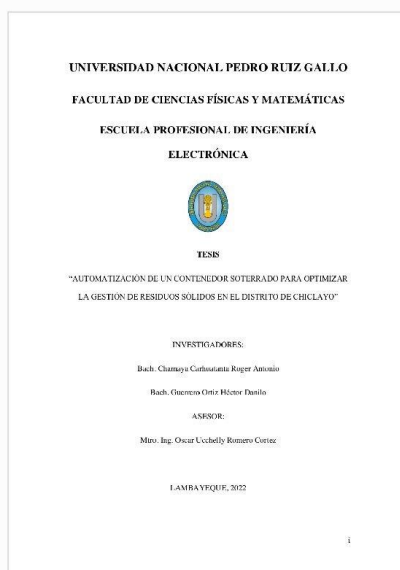 UNIVERSIDAD NACIONAL PEDRO RUIZ GALLO
FACULTAD DE CIENCIAS FÍSICAS Y MATEMÁTICAS
ESCUELA PROFESIONAL DE INGENIERÍA
ELECTRÓNICA
TESIS
“AUTOMATIZACIÓN DE UN CONTENEDOR SOTERRADO PARA OPTIMIZAR
LA GESTIÓN DE RESIDUOS SÓLIDOS EN EL DISTRITO DE CHICLAYO”
INVESTIGADORES:
Bach. Chamaya Carhuatanta Roger Antonio
Bach. Guerrero Ortiz Héctor Danilo
ASESOR:
Mtro. Ing. Oscar Ucchelly Romero Cortez
LAMBAYEQUE, 2022
i